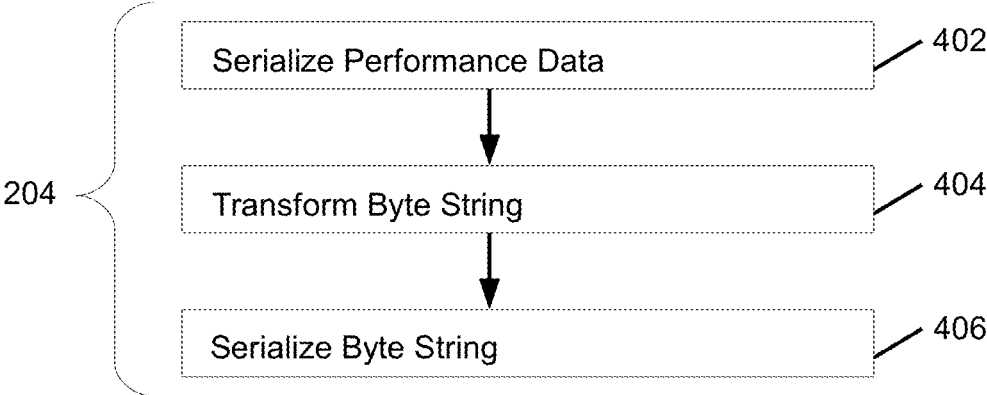 Serialize Performance Data
402
204
Transform Byte String
404
Serialize Byte String
406